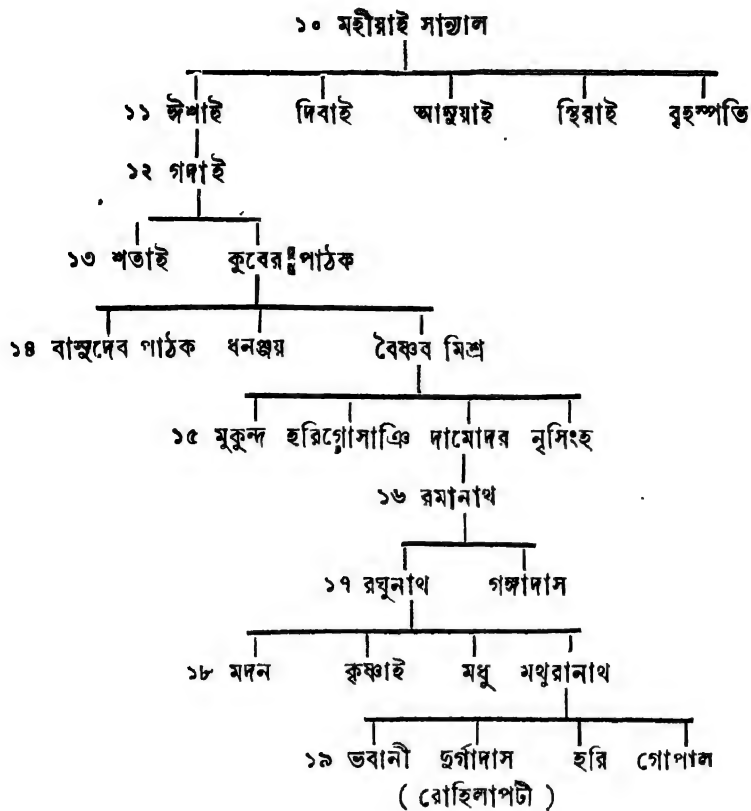 ১০ মহীয়াই সান্যাল
১১ ঈশাই দিবাই আন্মুয়াই স্থিরাই বৃহস্পতি
১২ গদাই
১৩ শতাই কুবের পাঠক
১৪ বাসুদেব পাঠক ধনঞ্জয় বৈষ্ণব মিশ্র
১৫ মুকুন্দ হরিগোসাঞি দামোদর নৃসিংহ
১৬ রমানাথ
১৭ রঘুনাথ গঙ্গাদাস
১৮ মদন কৃষ্ণাই মধু মথুরানাথ
১৯ ভবানী দুর্গাদাস হরি গোপাল
( রোহিলাপটী )